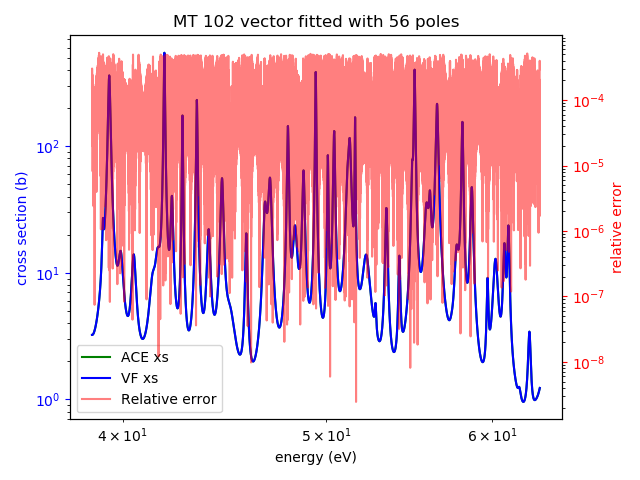 MT 102 vector fitted with 56 poles
cross section (b)
10²
10¹
10⁰
10⁻⁴
10⁻⁵
10⁻⁶
10⁻⁷
10⁻⁸
relative error
ACE xs
VF xs
Relative error
4 × 10¹ 5 × 10¹ 6 × 10¹
energy (eV)